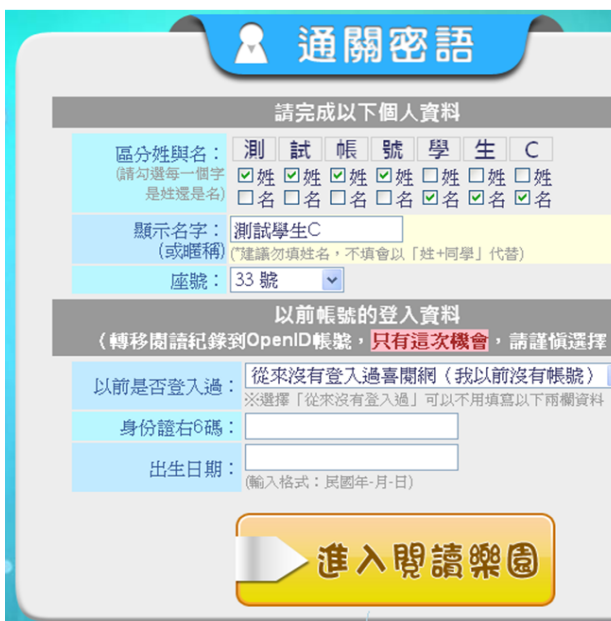 通關密語
請完成以下個人資料
區分姓與名： 測 試 帳 號 學 生 C
(請勾選每一個字 姓 姓 姓 姓 姓 姓 姓
是姓還是名) 名 名 名 名 名 名 名
顯示名字： 測試學生C
(或暱稱) (*建議勿填姓名，不填會以「姓+同學」代替)
座號： 33 號
以前帳號的登入資料
（轉移閱讀紀錄到OpenID帳號，只有這次機會，請謹慎選擇
以前是否登入過： 從來沒有登入過喜閱網（我以前沒有帳號）
※選擇「從來沒有登入過」可以不用填寫以下兩欄資料
身份證右6碼：
出生日期：
(輸入格式：民國年-月-日)
進入閱讀樂園